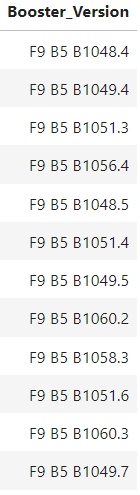 Booster_Version
F9 B5 B1048.4
F9 B5 B1049.4
F9 B5 B1051.3
F9 B5 B1056.4
F9 B5 B1048.5
F9 B5 B1051.4
F9 B5 B1049.5
F9 B5 B1060.2
F9 B5 B1058.3
F9 B5 B1051.6
F9 B5 B1060.3
F9 B5 B1049.7